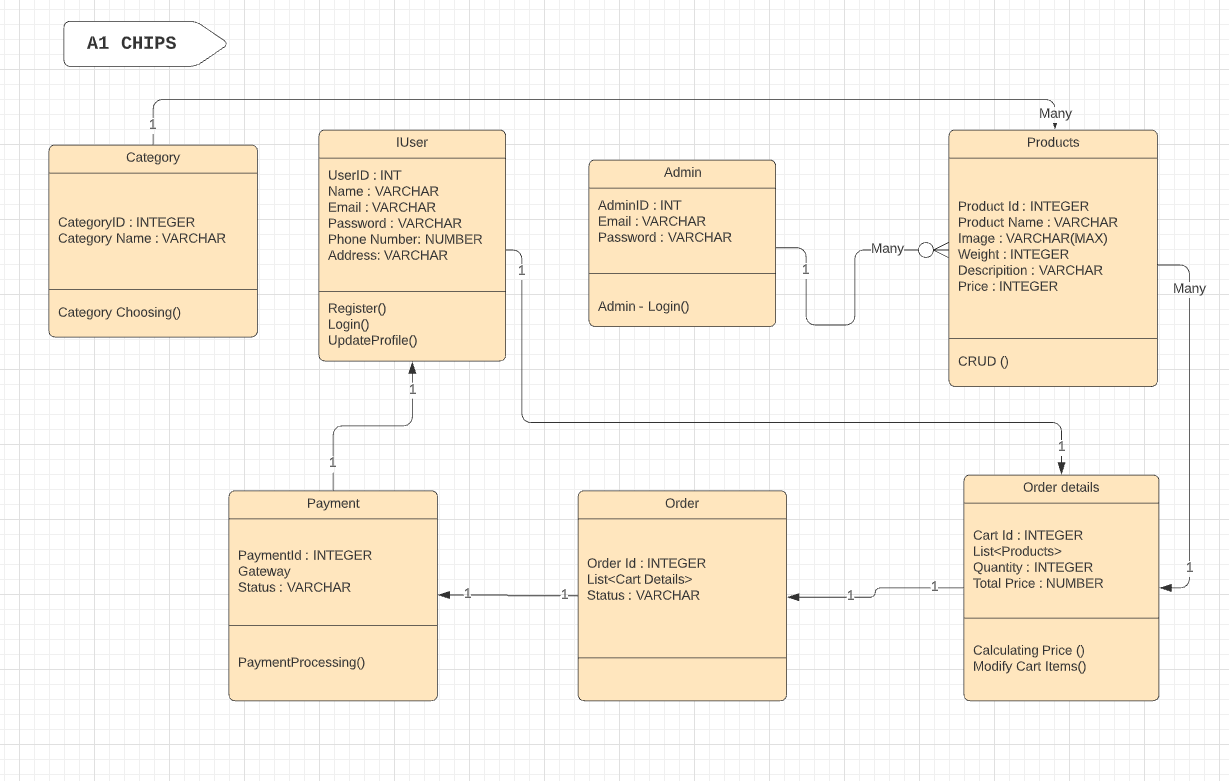 A1 CHIPS
1
Many
Category
CategoryID : INTEGER
Category Name : VARCHAR
Category Choosing()
IUser
UserID : INT
Name : VARCHAR
Email : VARCHAR
Password : VARCHAR
Phone Number: NUMBER
Address: VARCHAR
Register()
Login()
UpdateProfile()
Admin
AdminID : INT
Email : VARCHAR
Password : VARCHAR
Admin - Login()
Products
Product Id : INTEGER
Product Name : VARCHAR
Image : VARCHAR(MAX)
Weight : INTEGER
Descripition : VARCHAR
Price : INTEGER
CRUD ()
1
1
Many
Many
1
1
1
1
Payment
PaymentId : INTEGER
Gateway
Status : VARCHAR
PaymentProcessing()
1
1
Order
Order Id : INTEGER
List<Cart Details>
Status : VARCHAR
1
1
Order details
Cart Id : INTEGER
List<Products>
Quantity : INTEGER
Total Price : NUMBER
Calculating Price ()
Modify Cart Items()